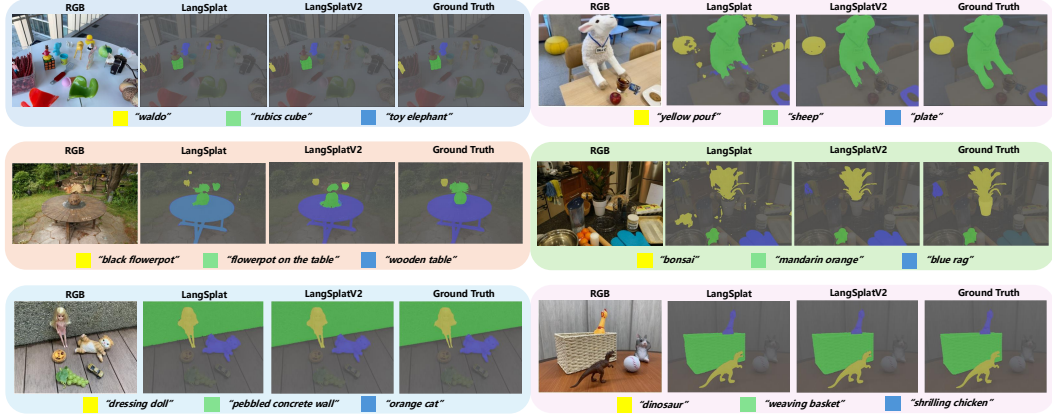 RGB LangSplat LangSplatV2 Ground Truth
"waldo" "rubics cube" "toy elephant"
RGB LangSplat LangSplatV2 Ground Truth
"yellow pouf" "sheep" "plate"
RGB LangSplat LangSplatV2 Ground Truth
"black flowerpot" "flowerpot on the table" "wooden table"
RGB LangSplat LangSplatV2 Ground Truth
"bonsai" "mandarin orange" "blue rag"
RGB LangSplat LangSplatV2 Ground Truth
"dressing doll" "pebbled concrete wall" "orange cat"
RGB LangSplat LangSplatV2 Ground Truth
"dinosaur" "weaving basket" "shrilling chicken"